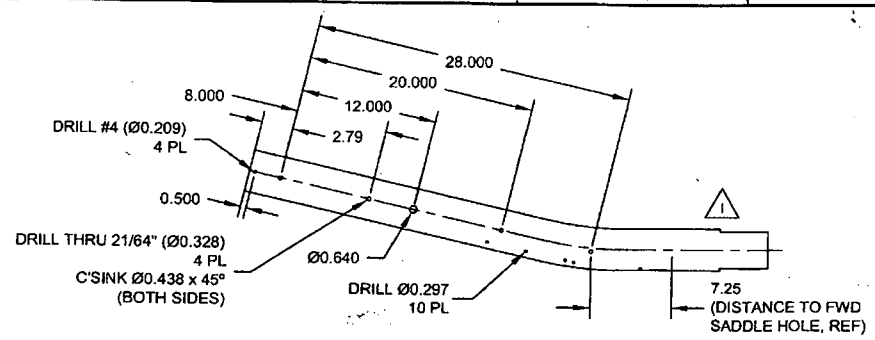 28.000
20.000
8.000
12.000
DRILL #4 (Ø0.209)
4 PL
2.79
0.500
DRILL THRU 21/64" (Ø0.328)
4 PL
C'SINK Ø0.438 x 45º
(BOTH SIDES)
Ø0.640
DRILL Ø0.297
10 PL
1
7.25
(DISTANCE TO FWD
SADDLE HOLE, REF)